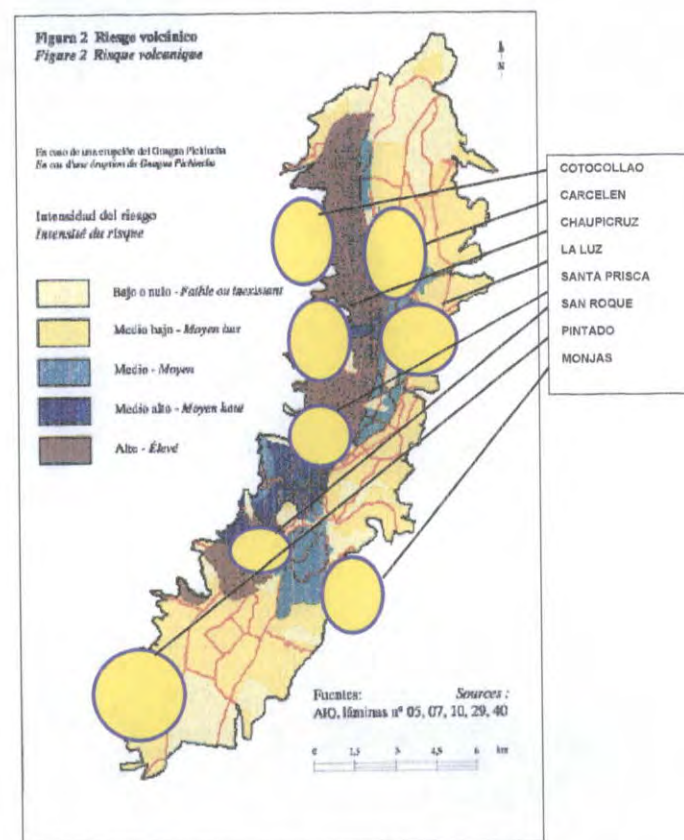 Figura 2 Riesgo volcánico
Figure 2 Risque volcanique
N
En caso de una erupción del Guagua Pichincha
En cas d'une éruption du Guagua Pichincha
Intensidad del riesgo
Intensité du risque
Bajo o nulo - Faible ou inexistant
Medio bajo - Moyen bas
Medio - Moyen
Medio alto - Moyen haut
Alto - Élevé
COTOCOLLAO
CARCELEN
CHAUPICRUZ
LA LUZ
SANTA PRISCA
SAN ROQUE
PINTADO
MONJAS
Fuentes: Sources :
AIQ, láminas nº 05, 07, 10, 29, 40
0 1,5 3 4,5 6 km